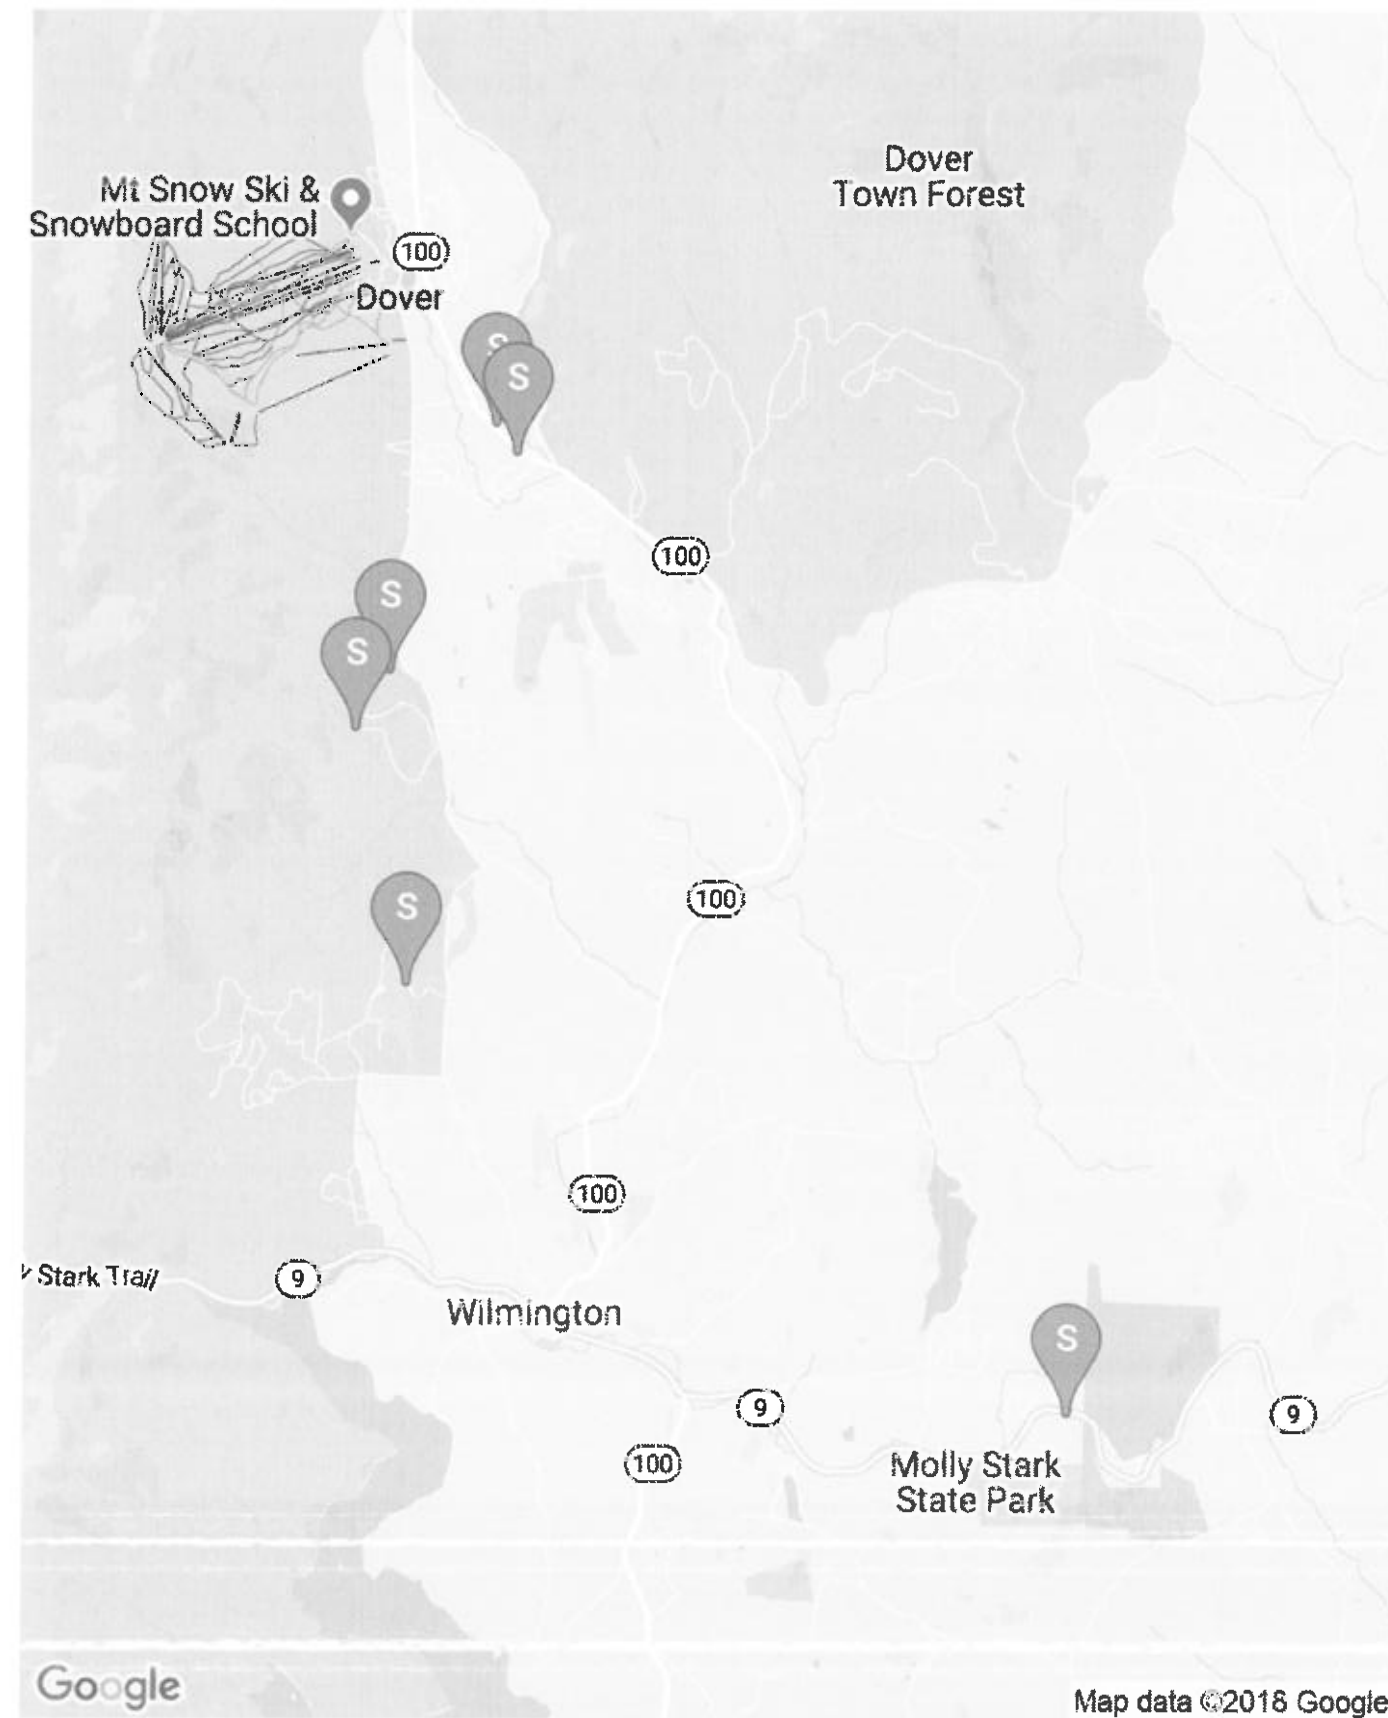 Dover
Town Forest
Mt Snow Ski &
Snowboard School
100
Dover
S
S
100
S
S
100
S
100
Stark Trail
9
Wilmington
S
9
9
100
Molly Stark
State Park
Google
Map data ©2018 Google